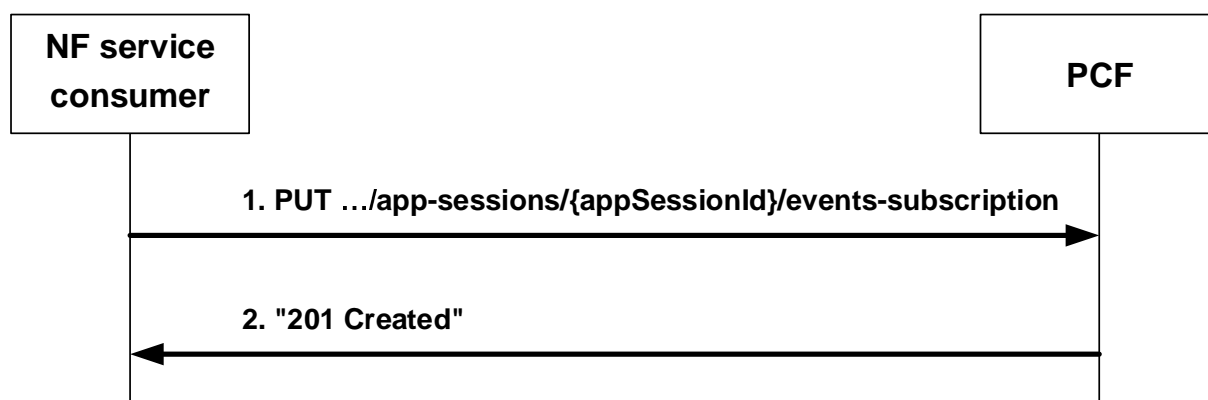 NF service
consumer
PCF
1. PUT …/app-sessions/{appSessionId}/events-subscription
2. "201 Created"